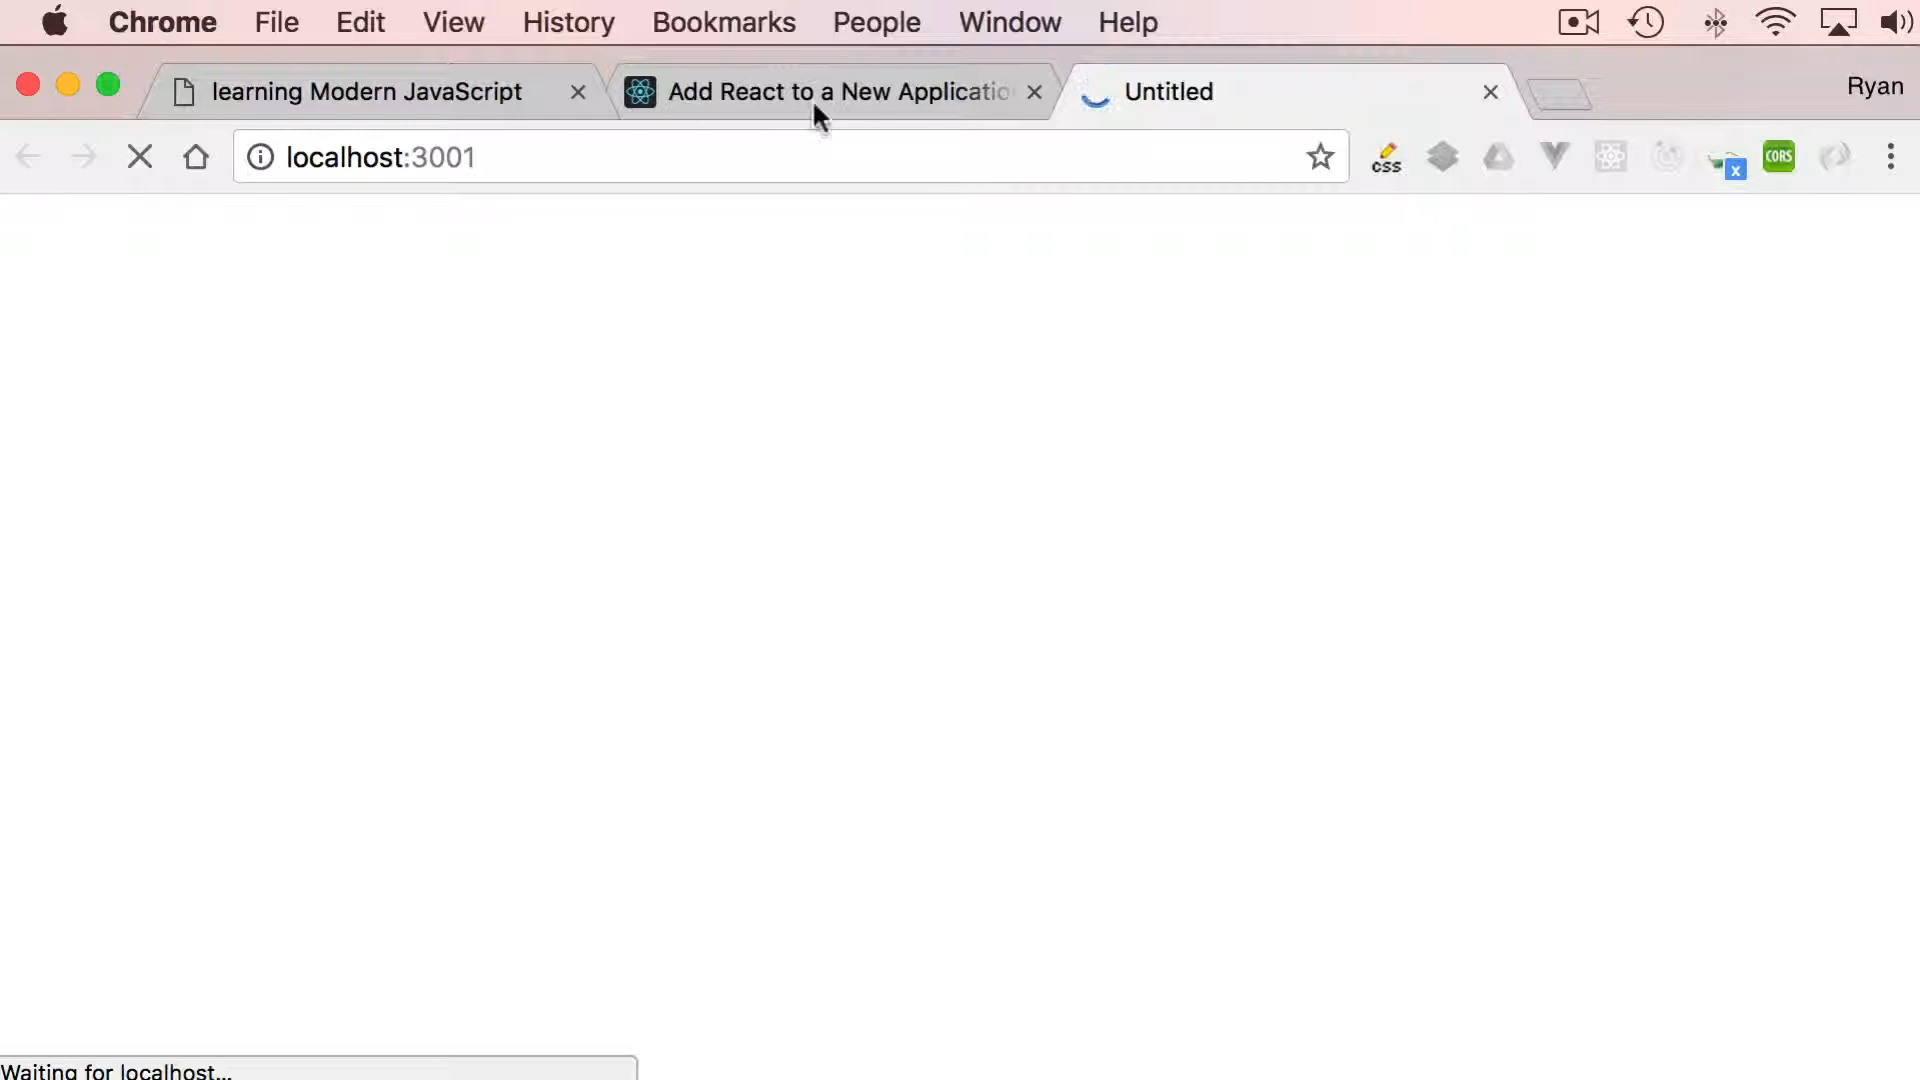 Chrome File Edit View History Bookmarks People Window Help
learning Modern JavaScript
Add React to a New Applicatio
Untitled
Ryan
localhost:3001
css
x
CORS
Waiting for localhost...